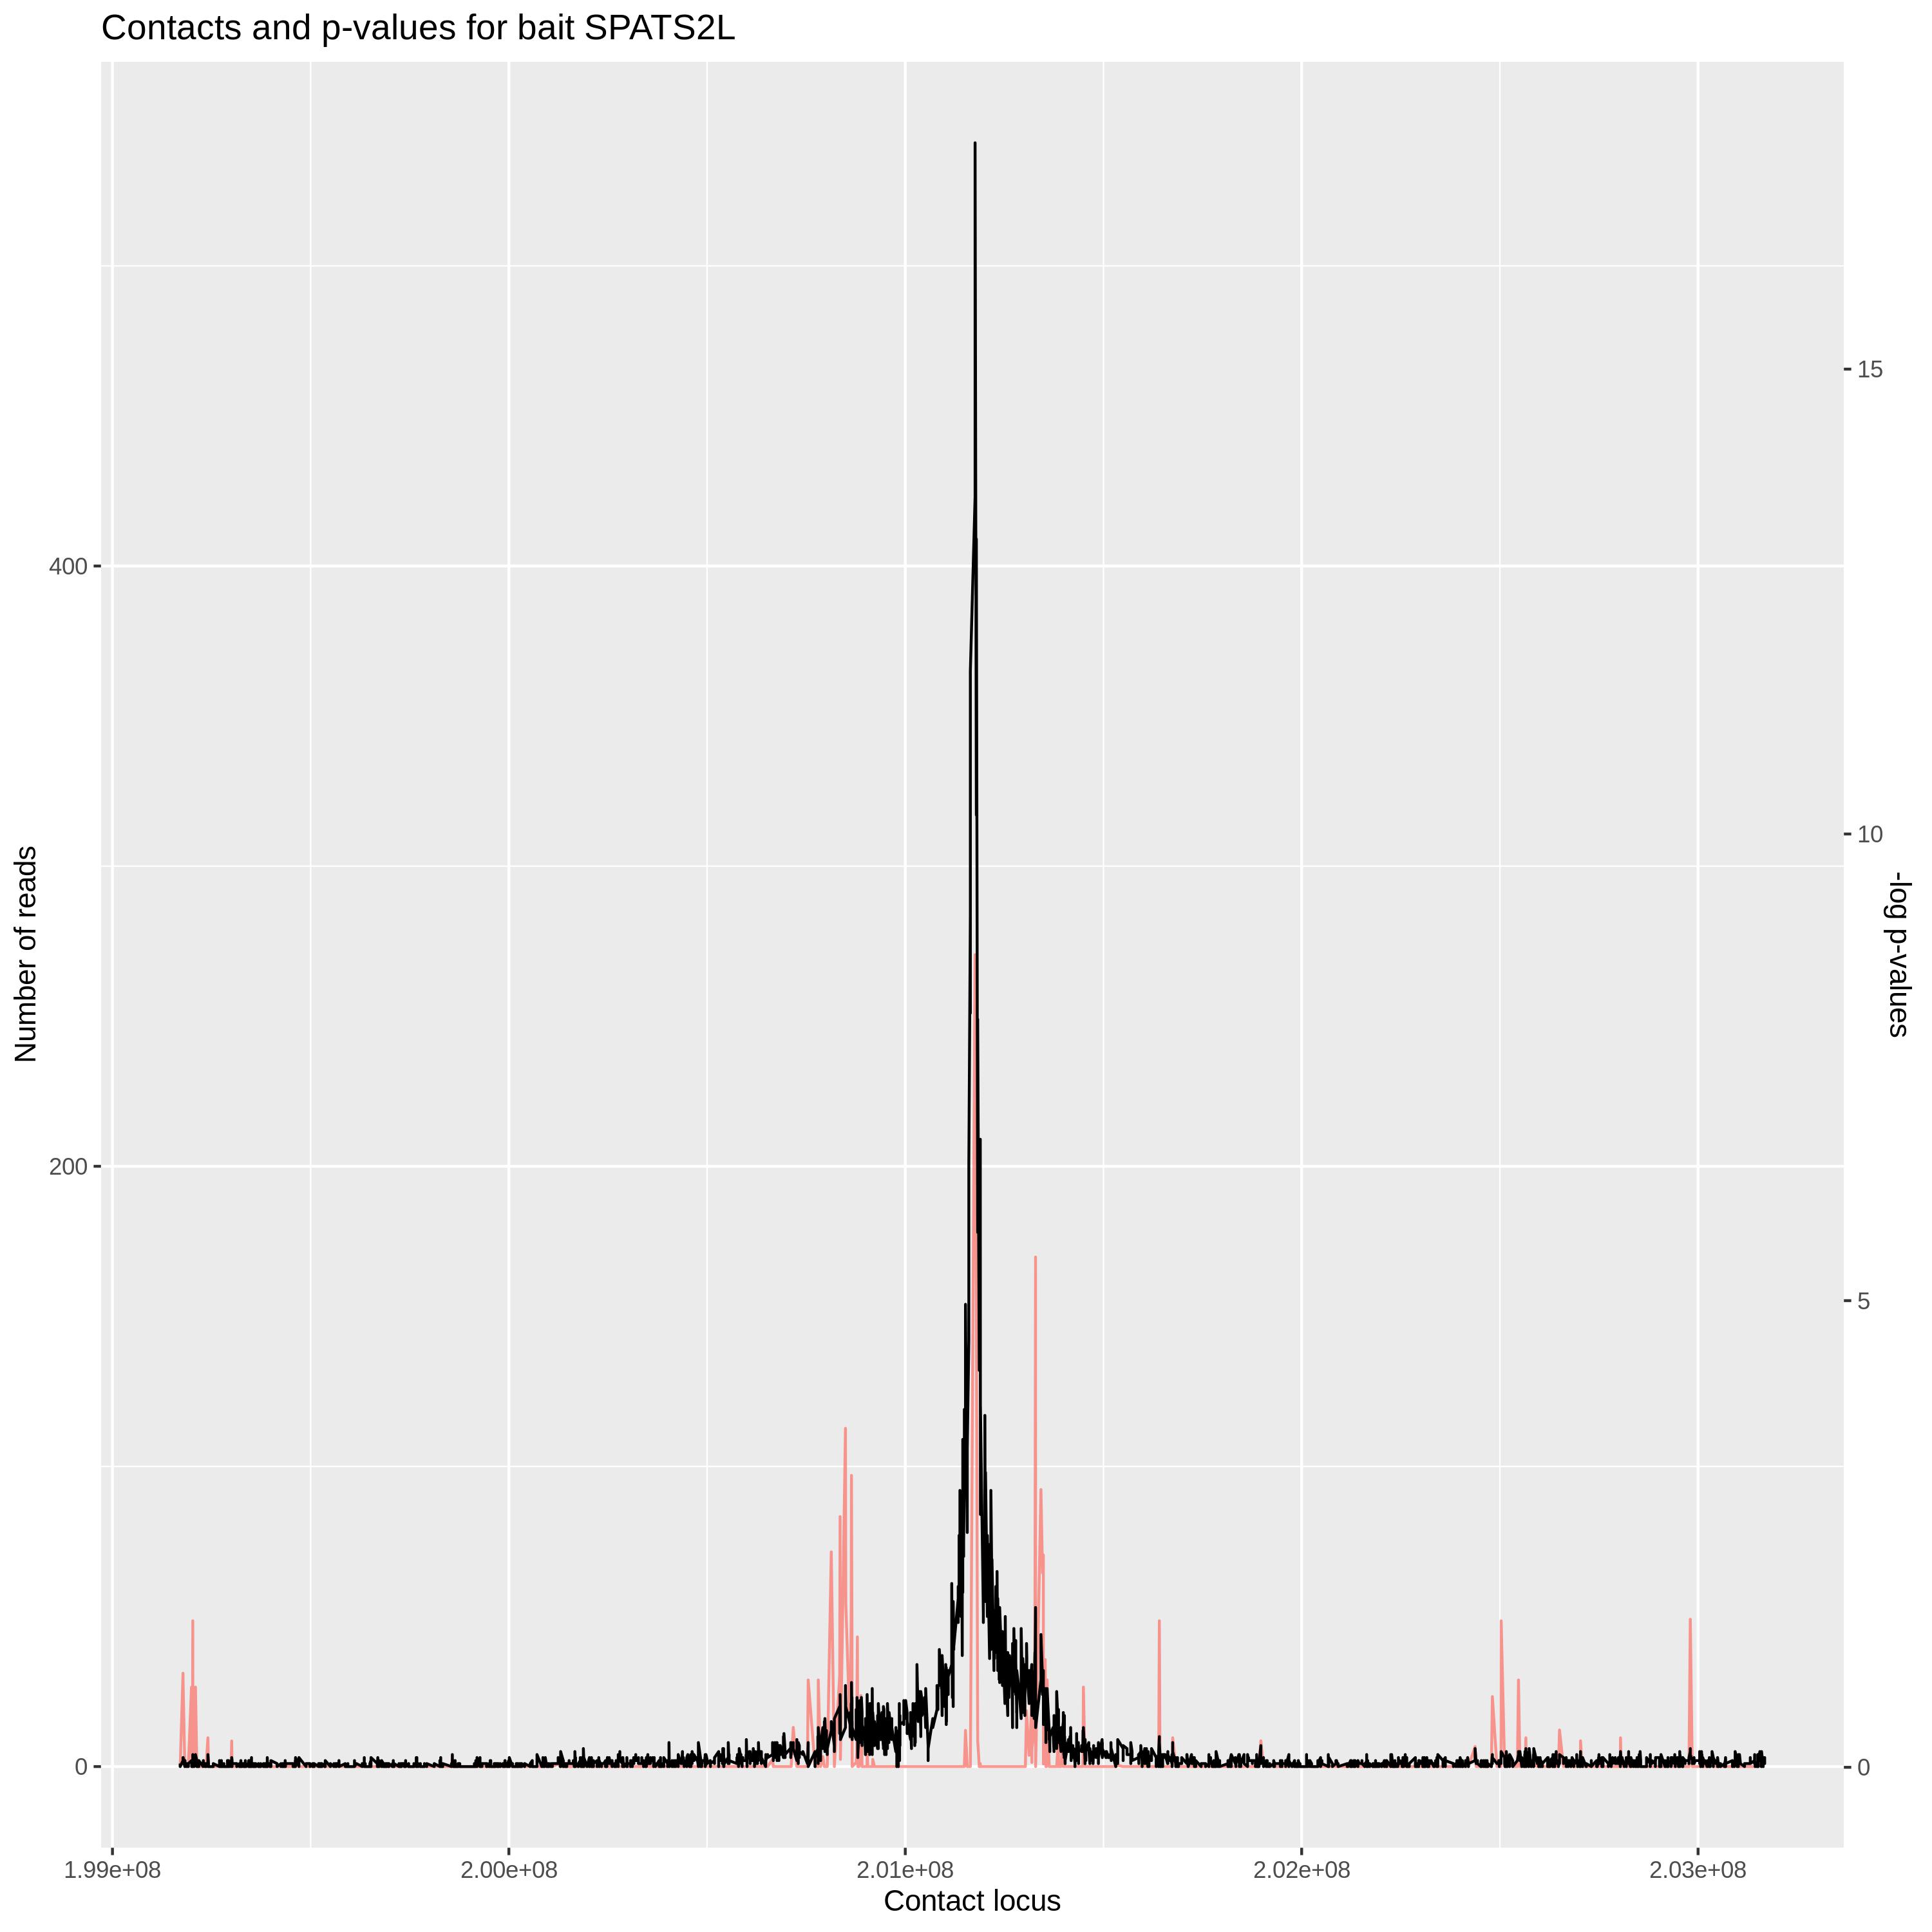 Contacts and p-values for bait SPATS2L
Number of reads
400
200
0
15
10
5
0
-log p-values
1.99e+08
2.00e+08
2.01e+08
2.02e+08
2.03e+08
Contact locus